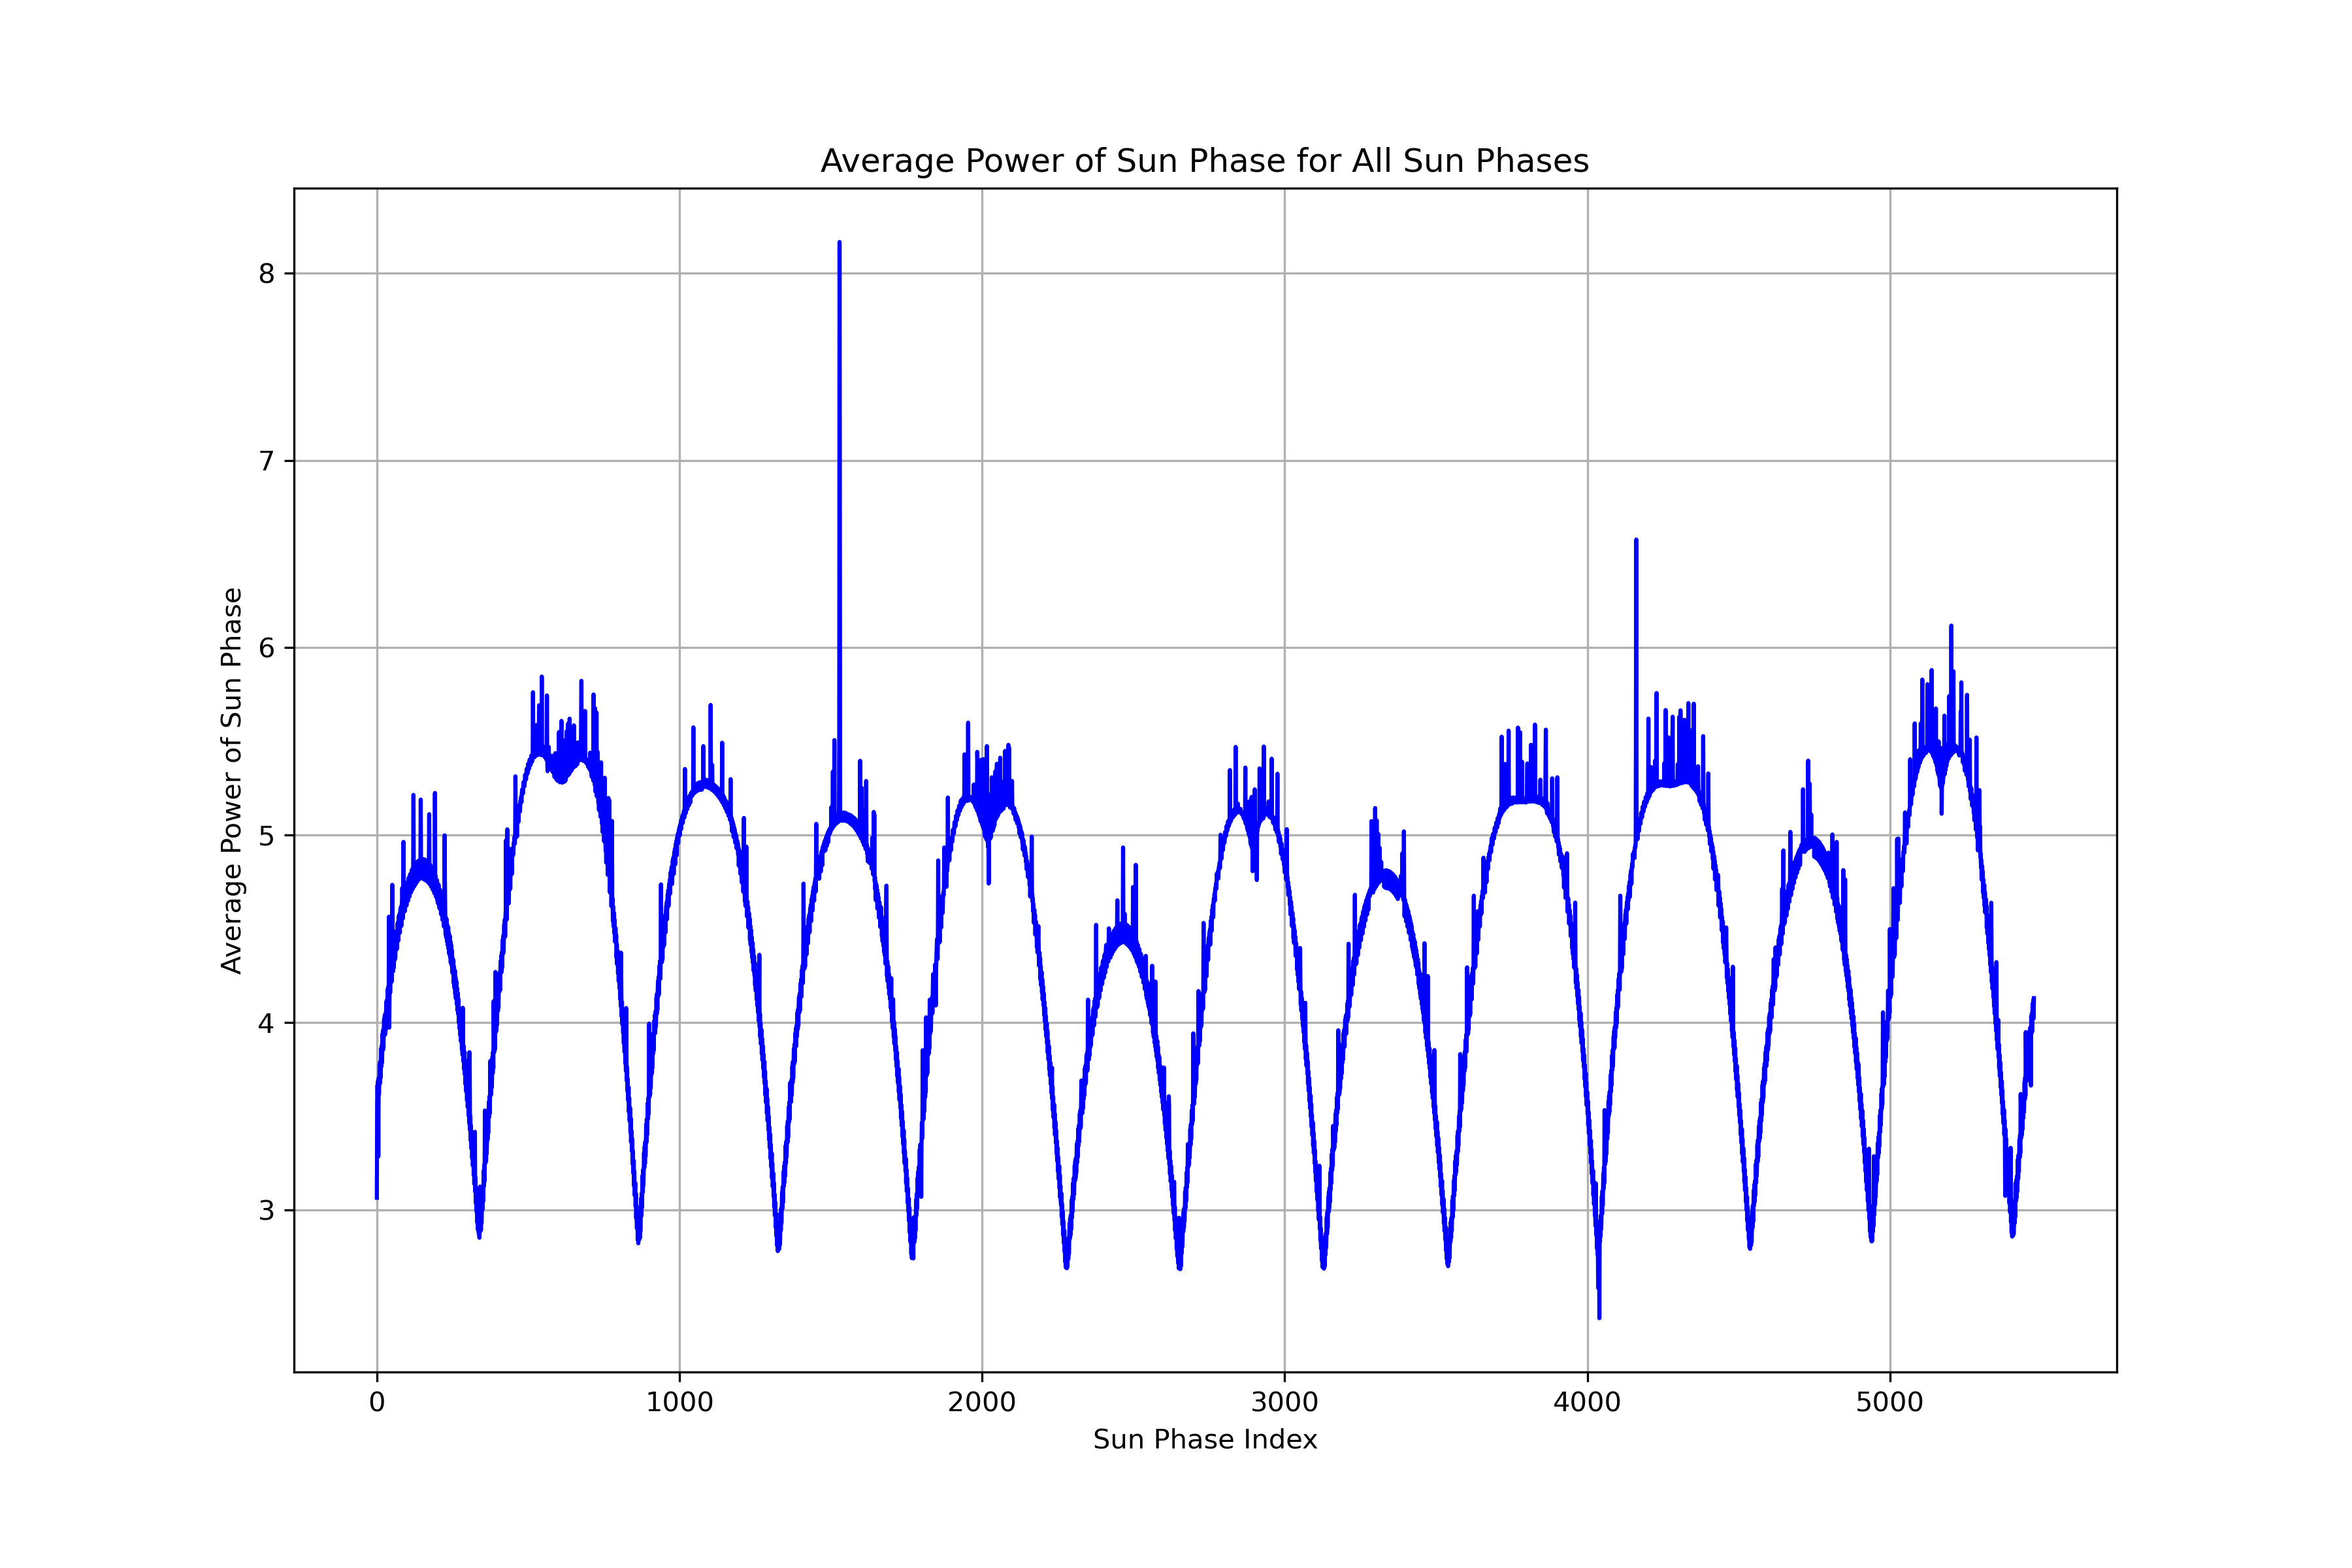 Average Power of Sun Phase for All Sun Phases
Average Power of Sun Phase
8
7
6
5
4
3
0 1000 2000 3000 4000 5000
Sun Phase Index